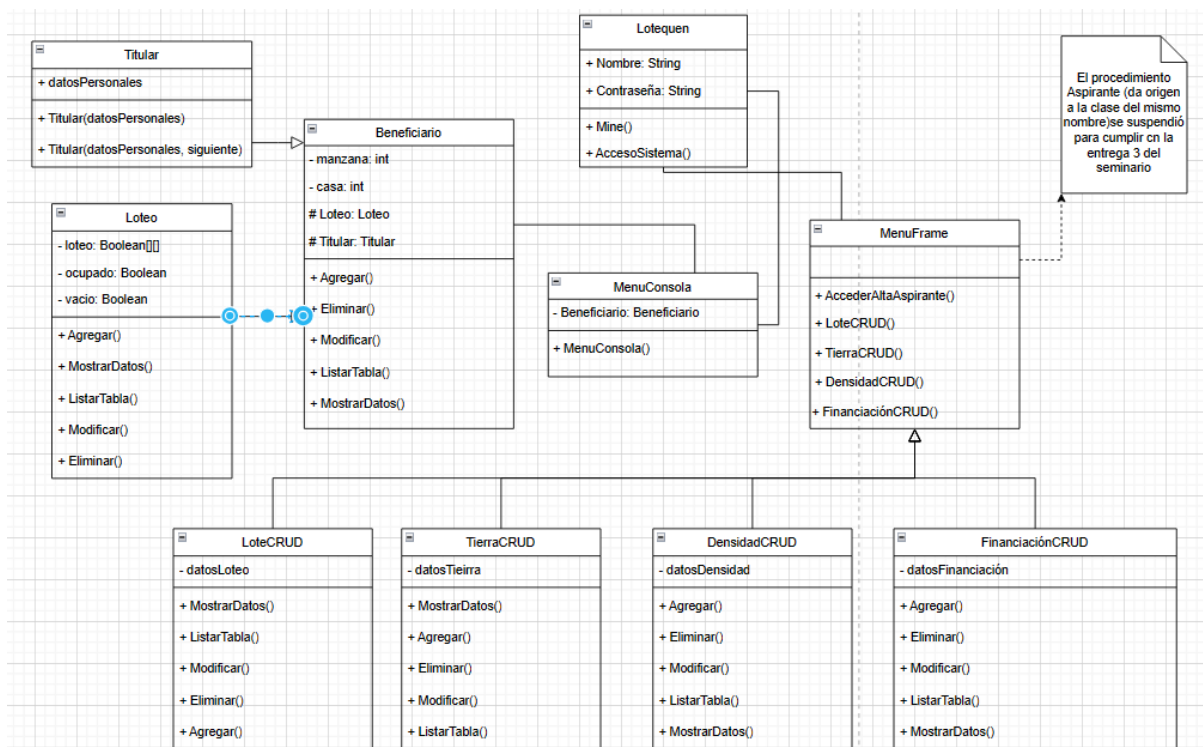 Titular
+ datosPersonales
+ Titular(datosPersonales)
+ Titular(datosPersonales, siguiente)
Loteo
- loteo: Boolean[][]
- ocupado: Boolean
- vacio: Boolean
+ Agregar()
+ MostrarDatos()
+ ListarTabla()
+ Modificar()
+ Eliminar()
Beneficiario
- manzana: int
- casa: int
# Loteo: Loteo
# Titular: Titular
+ Agregar()
+ Eliminar()
+ Modificar()
+ ListarTabla()
+ MostrarDatos()
Lotequen
+ Nombre: String
+ Contraseña: String
+ Mine()
+ AccesoSistema()
MenuConsola
- Beneficiario: Beneficiario
+ MenuConsola()
MenuFrame
+ AccederAltaAspirante()
+ LoteCRUD()
+ TierraCRUD()
+ DensidadCRUD()
+ FinanciaciónCRUD()
El procedimiento
Aspirante (da origen
a la clase del mismo
nombre)se suspendió
para cumplir cn la
entrega 3 del
seminario
LoteCRUD
- datosLoteo
+ MostrarDatos()
+ ListarTabla()
+ Modificar()
+ Eliminar()
+ Agregar()
TierraCRUD
- datosTieirra
+ MostrarDatos()
+ Agregar()
+ Eliminar()
+ Modificar()
+ ListarTabla()
DensidadCRUD
- datosDensidad
+ Agregar()
+ Eliminar()
+ Modificar()
+ ListarTabla()
+ MostrarDatos()
FinanciaciónCRUD
- datosFinanciación
+ Agregar()
+ Eliminar()
+ Modificar()
+ ListarTabla()
+ MostrarDatos()